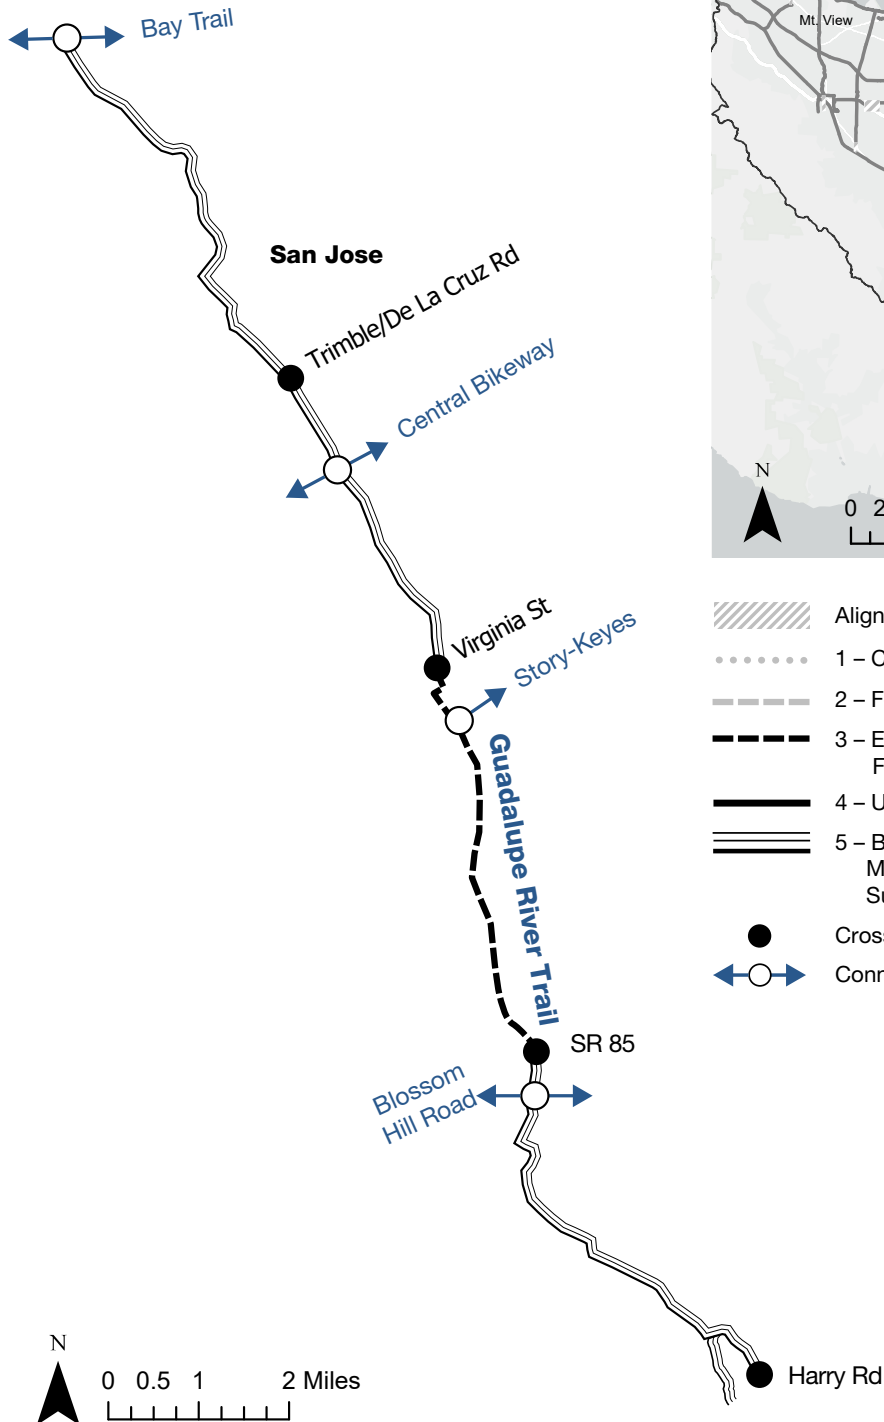 Bay Trail
Mt. View
San Jose
Trimble/De La Cruz Rd
Central Bikeway
N
0 2
Virginia St
Story-Keyes
Guadalupe River Trail
Align
1 – C
2 – F
3 – E
F
4 – U
5 – B
M
Su
Cross
Conn
SR 85
Blossom
Hill Road
N
0 0.5 1 2 Miles
Harry Rd